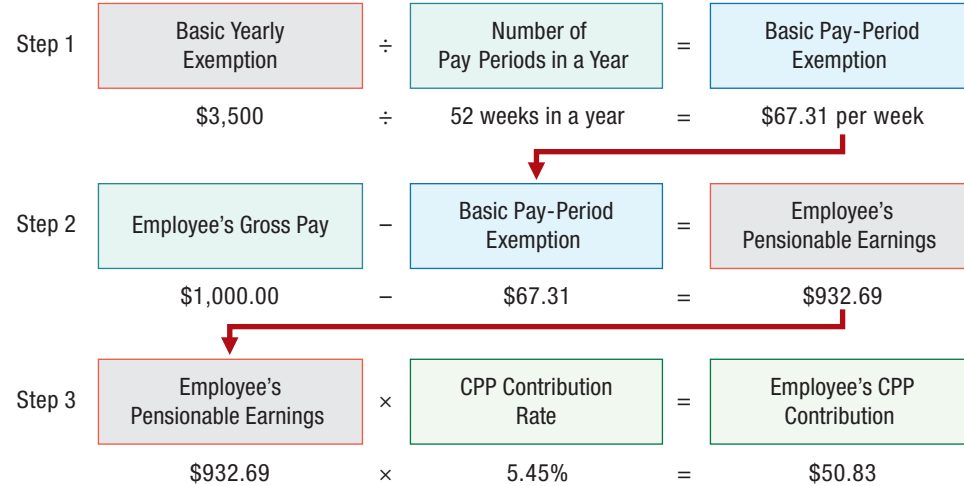 Step 1
Basic Yearly
Exemption
÷
Number of
Pay Periods in a Year
=
Basic Pay-Period
Exemption
$3,500 ÷ 52 weeks in a year = $67.31 per week
Step 2
Employee's Gross Pay
–
Basic Pay-Period
Exemption
=
Employee's
Pensionable Earnings
$1,000.00 – $67.31 = $932.69
Step 3
Employee's
Pensionable Earnings
×
CPP Contribution
Rate
=
Employee's CPP
Contribution
$932.69 × 5.45% = $50.83